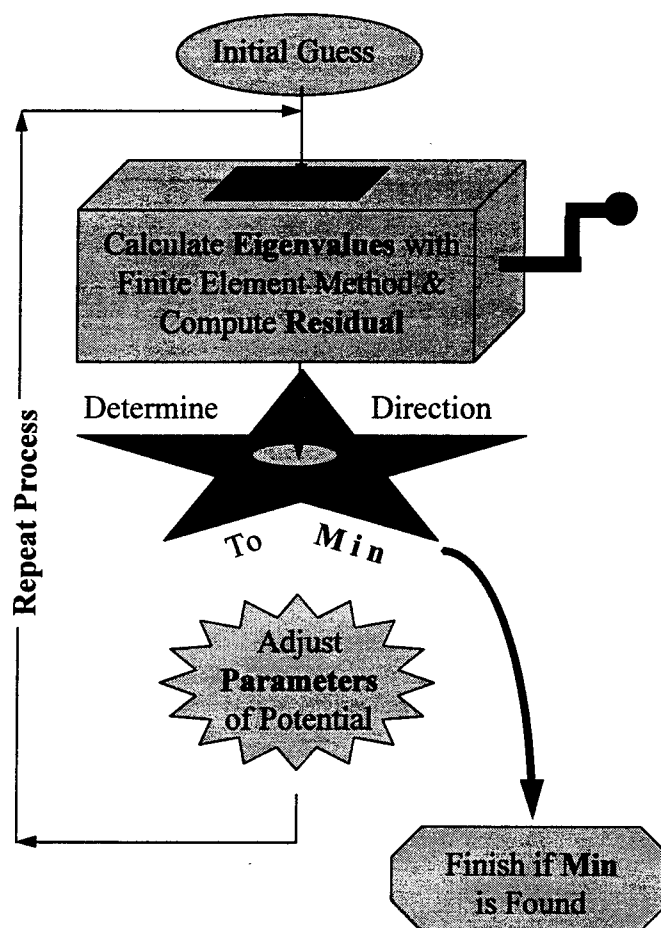 Initial Guess
Calculate Eigenvalues with
Finite Element Method &
Compute Residual
Determine Direction
To Min
Repeat Process
Adjust
Parameters
of Potential
Finish if Min
is Found